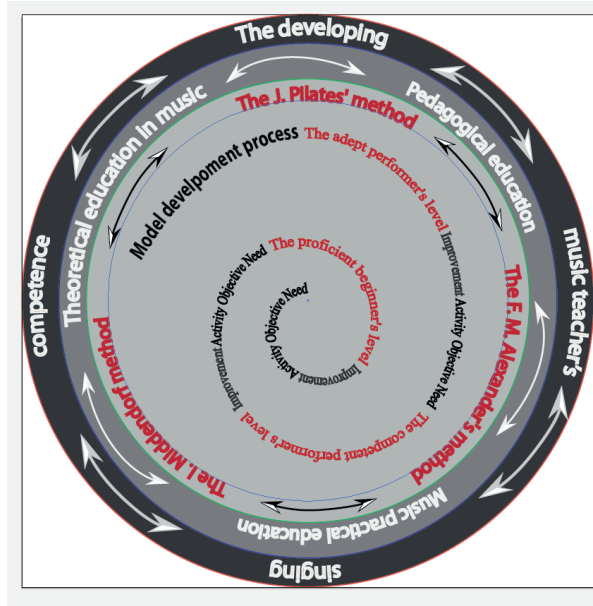 The developing
music teacher's
singing
competence
Theoretical education in music
Pedagogical education
Music practical education
The J. Pilates' method
The F. M. Alexander's method
The I. Middendorf method
Model develpoment process
The adept performer's level
Improvement Activity Objective Need
The competent performer's level
Improvement Activity Objective Need
The proficient beginner's level
Improvement Activity Objective Need